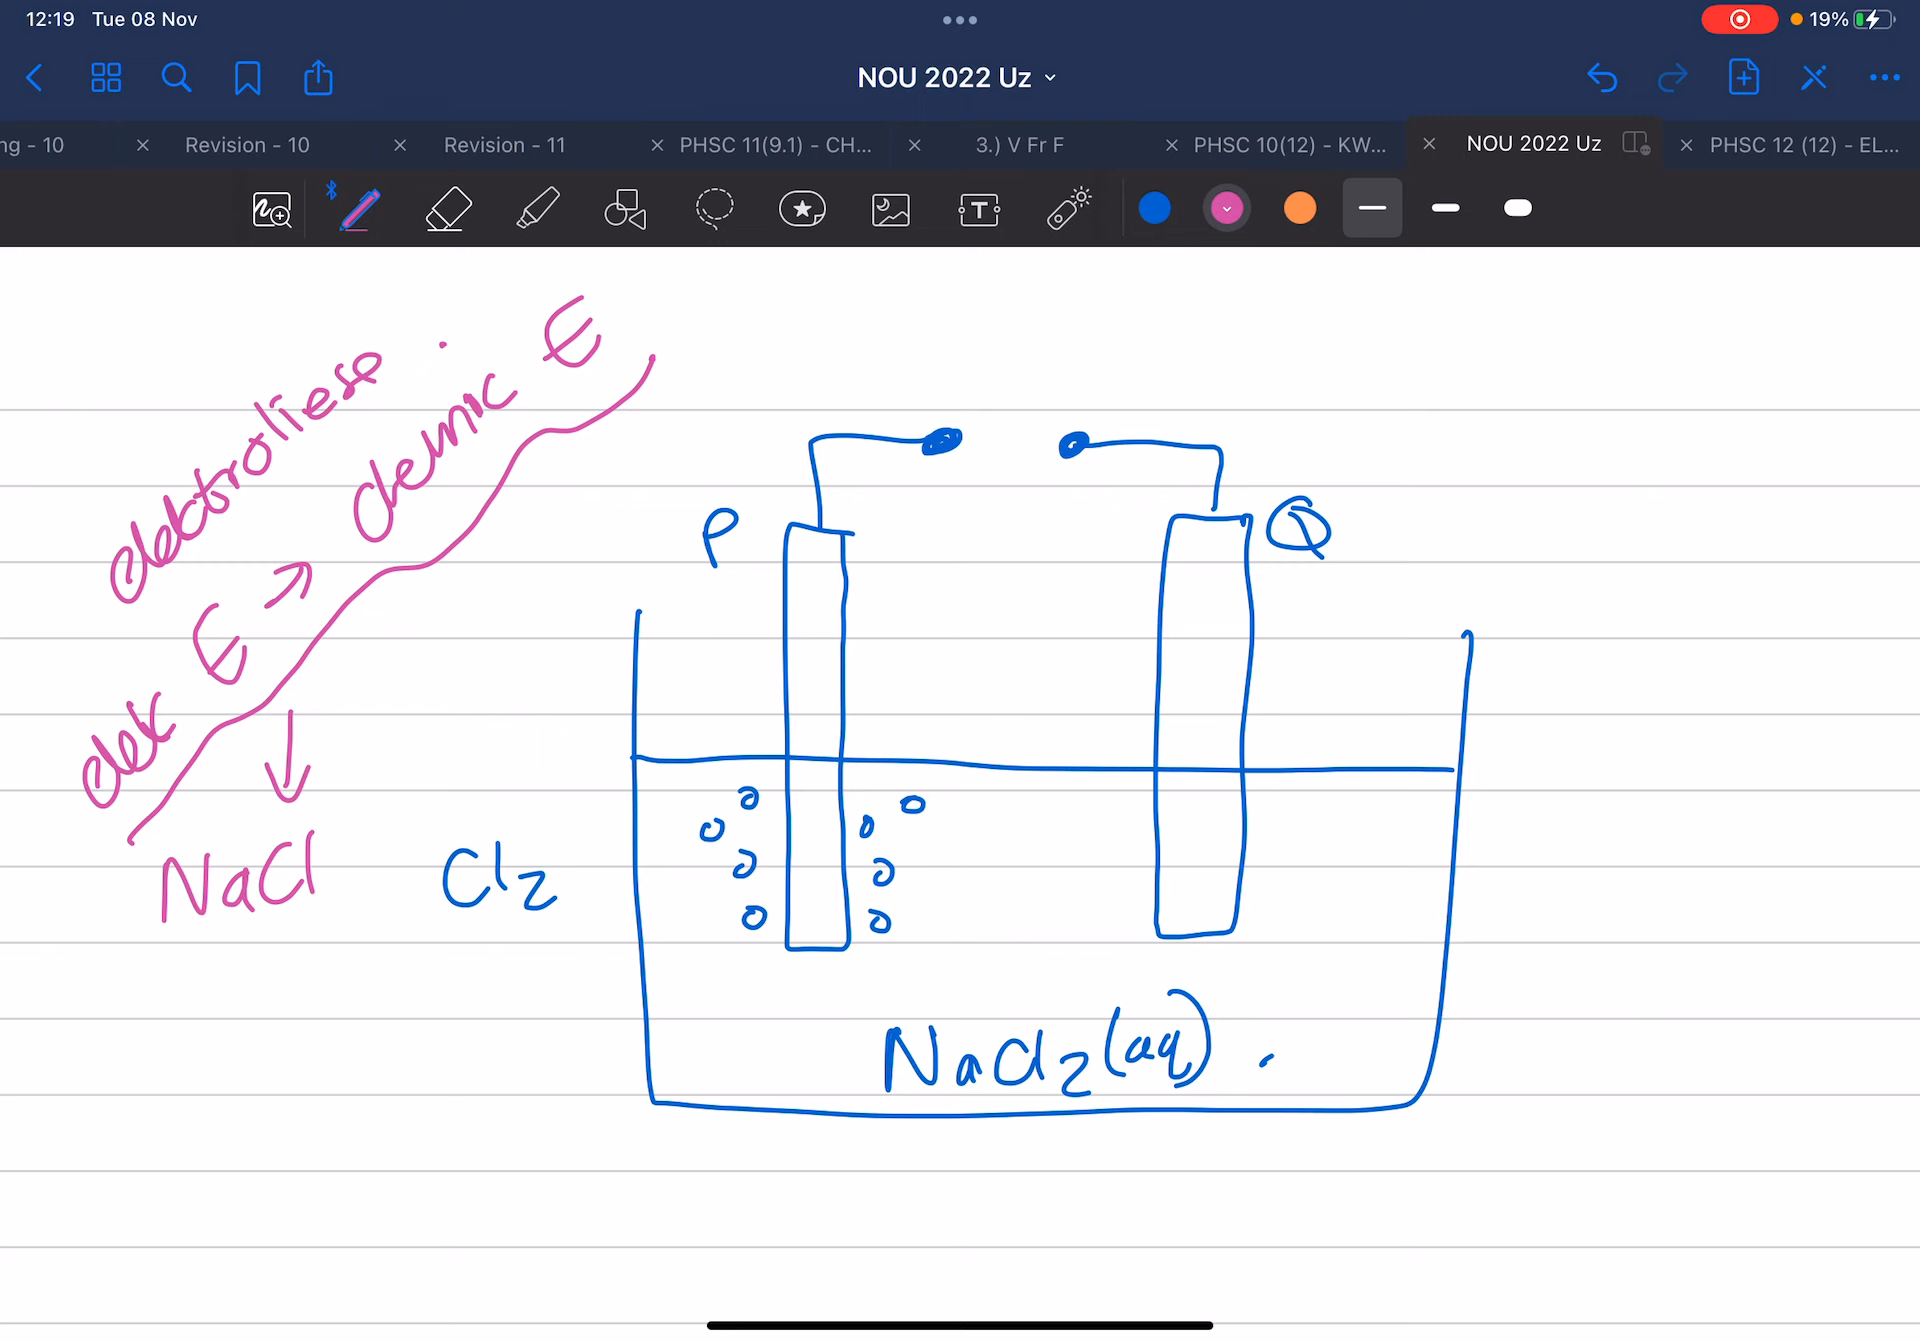 12:19 Tue 08 Nov
19%
NOU 2022 Uz
ng - 10
Revision - 10
Revision - 11
PHSC 11(9.1) - CH...
3.) V Fr F
PHSC 10(12) - KW...
NOU 2022 Uz
PHSC 12 (12) - EL...
T
elektroliese
elek E → Chemic E
↓
NaCl
P
Q
Cl2
NaCl2(aq).